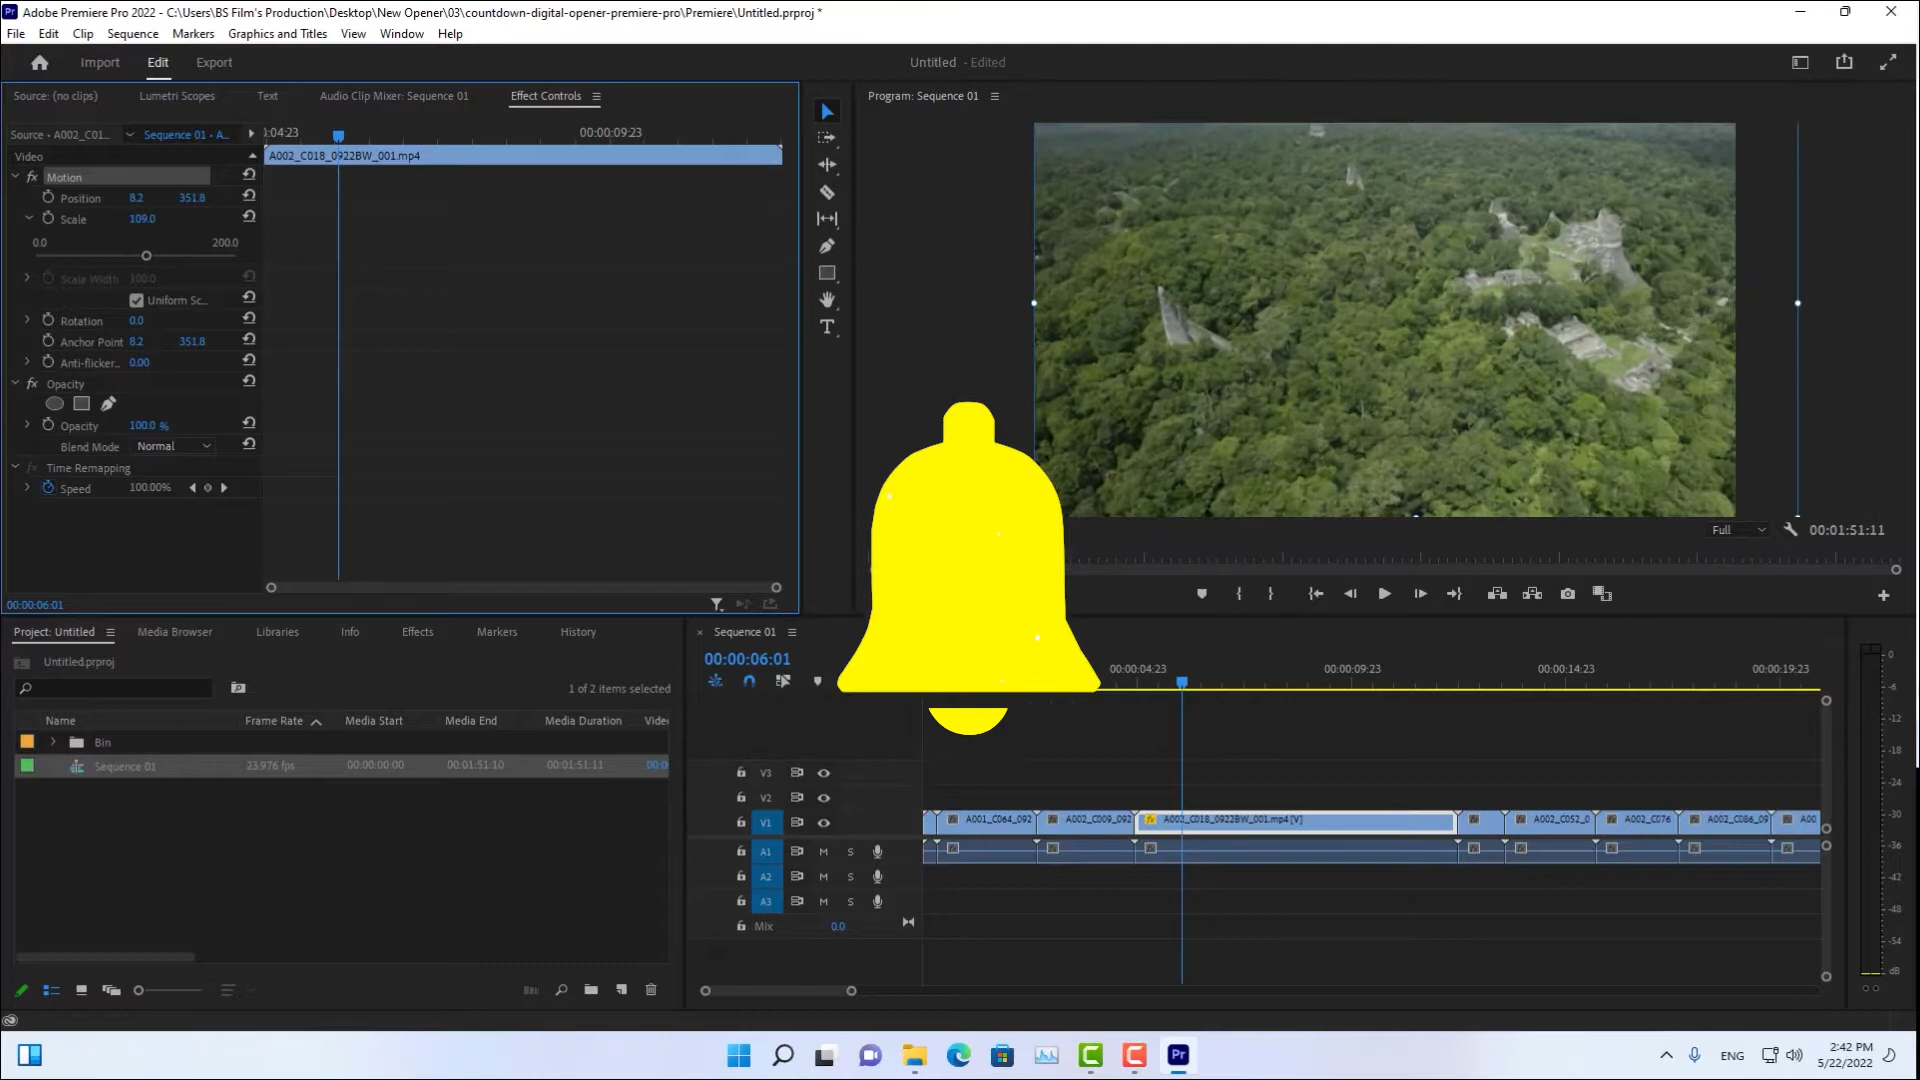 Adobe Premiere Pro 2022 - C:\Users\BS Film's Production\Desktop\New Opener\03\countdown-digital-opener-premiere-pro\Premiere\Untitled.prproj *
File Edit Clip Sequence Markers Graphics and Titles View Window Help
Import Edit Export
Untitled - Edited
Source: (no clips) Lumetri Scopes Text Audio Clip Mixer: Sequence 01 Effect Controls
Source - A002_C01... Sequence 01 - A...
:04:23 00:00:09:23
Video
A002_C018_0922BW_001.mp4
fx Motion
Position 8.2 351.8
Scale 109.0
0.0 200.0
Scale Width 100.0
Uniform Sc...
Rotation 0.0
Anchor Point 8.2 351.8
Anti-flicker... 0.00
fx Opacity
Opacity 100.0 %
Blend Mode Normal
fx Time Remapping
Speed 100.00%
00:00:06:01
Program: Sequence 01
Full 00:01:51:11
Project: Untitled Media Browser Libraries Info Effects Markers History
Untitled.prproj
1 of 2 items selected
Name Frame Rate Media Start Media End Media Duration Video
Bin
Sequence 01 23.976 fps 00:00:00:00 00:01:51:10 00:01:51:11 00:0
Sequence 01
00:00:06:01
00:00:04:23 00:00:09:23 00:00:14:23 00:00:19:23
V3
V2
V1
A001_C064_092 A002_C009_092 A002_C018_0922BW_001.mp4 [V] A002_C052_0 A002_C076 A002_C086_09 A00
A1 M S
A2 M S
A3 M S
Mix 0.0
0
-6
-12
-18
-24
-30
-36
-42
-48
-54
dB
Pr
ENG
2:42 PM
5/22/2022